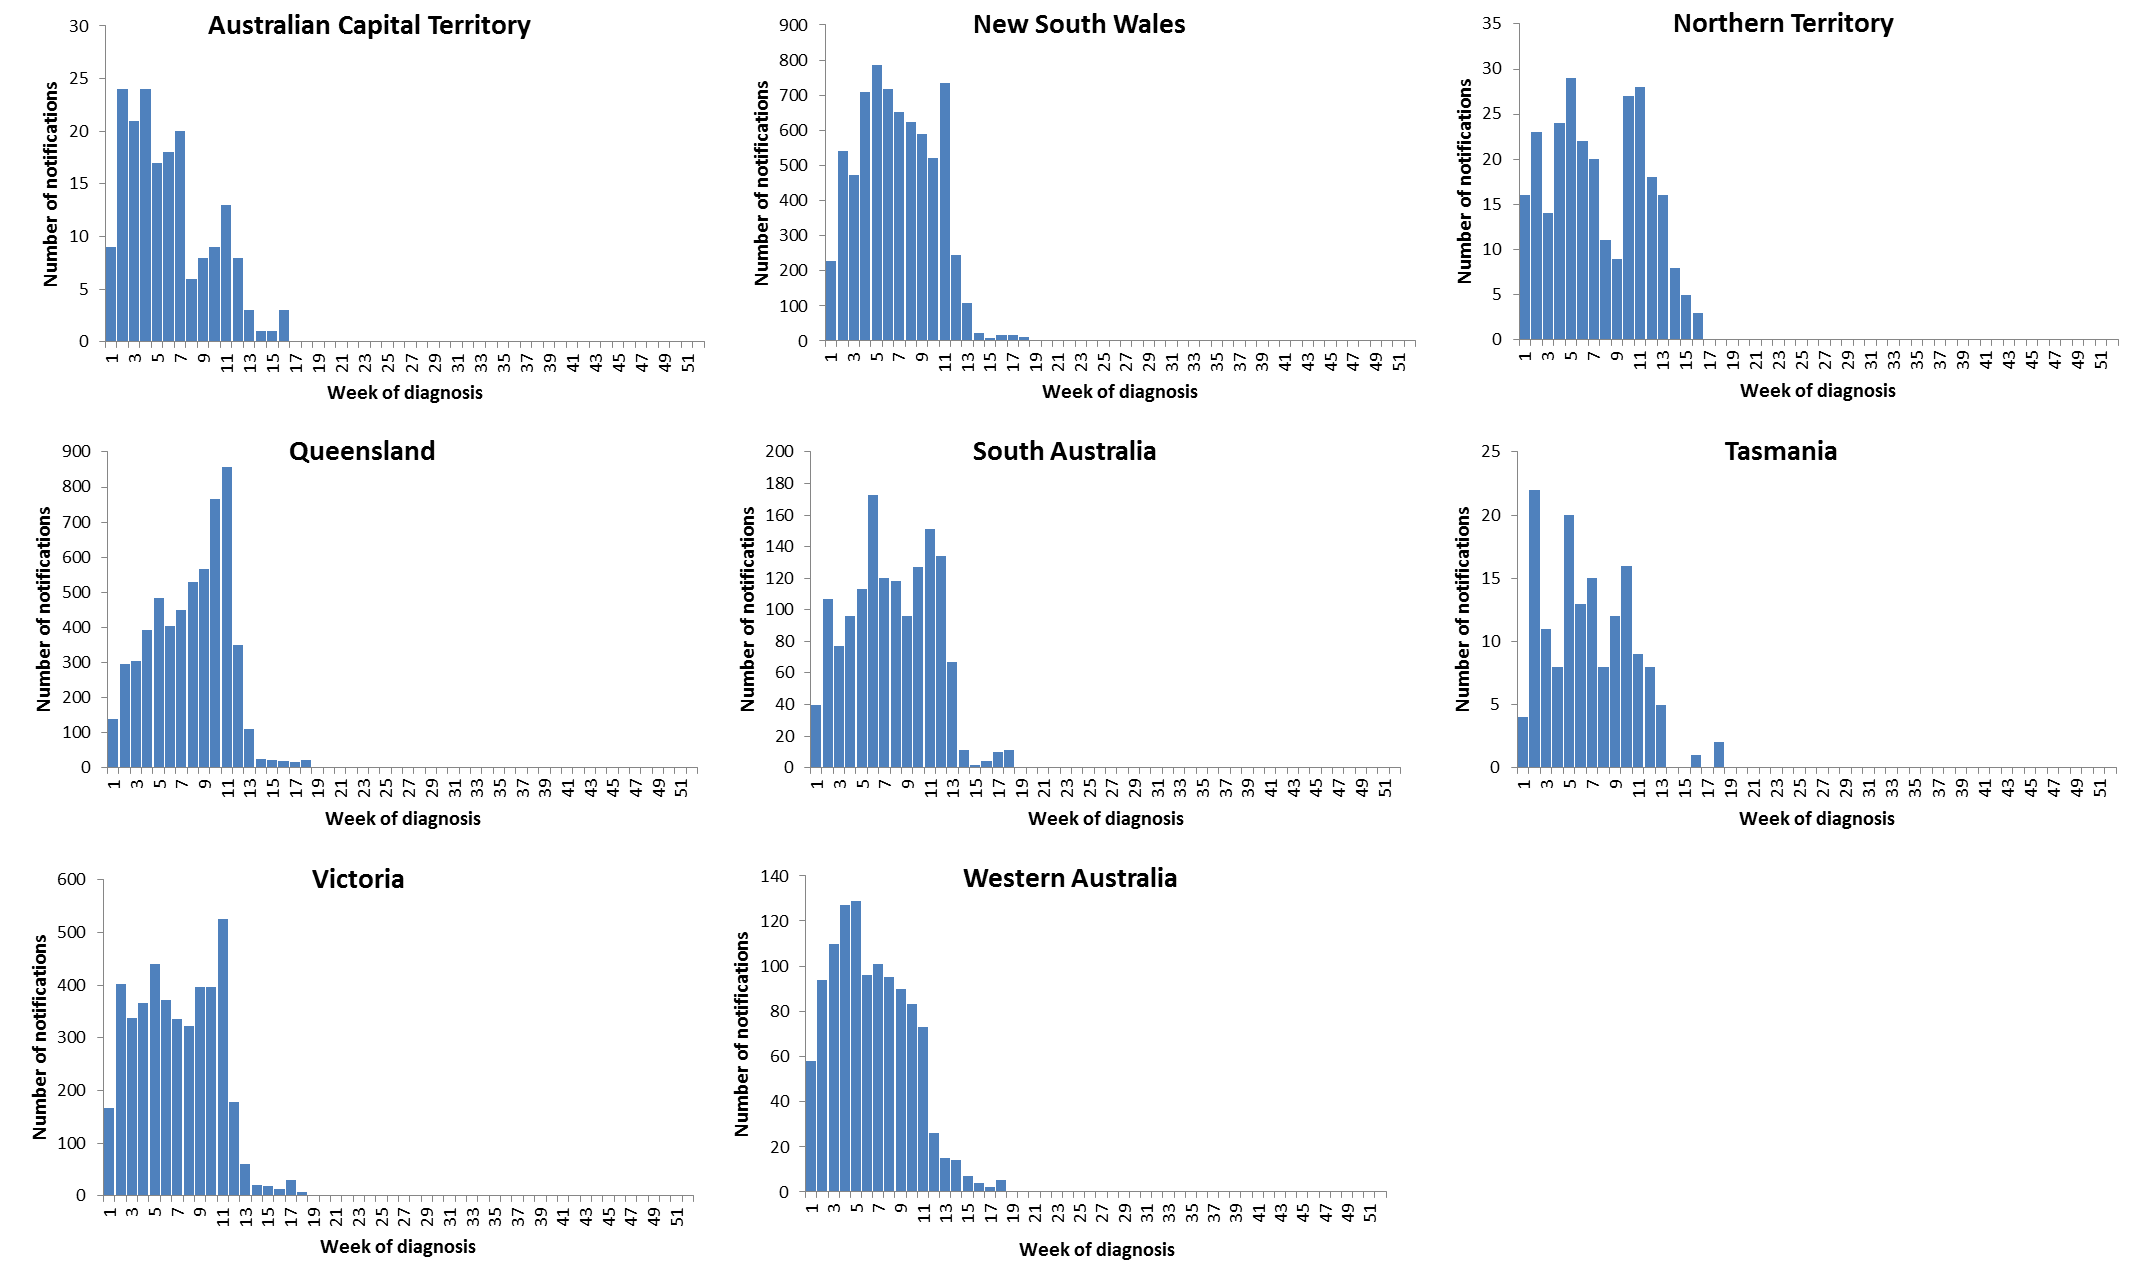 Australian Capital Territory
Number of notifications
30
25
20
15
10
5
0
1 3 5 7 9 11 13 15 17 19 21 23 25 27 29 31 33 35 37 39 41 43 45 47 49 51
Week of diagnosis
New South Wales
Number of notifications
900
800
700
600
500
400
300
200
100
0
1 3 5 7 9 11 13 15 17 19 21 23 25 27 29 31 33 35 37 39 41 43 45 47 49 51
Week of diagnosis
Northern Territory
Number of notifications
35
30
25
20
15
10
5
0
1 3 5 7 9 11 13 15 17 19 21 23 25 27 29 31 33 35 37 39 41 43 45 47 49 51
Week of diagnosis
Queensland
Number of notifications
900
800
700
600
500
400
300
200
100
0
1 3 5 7 9 11 13 15 17 19 21 23 25 27 29 31 33 35 37 39 41 43 45 47 49 51
Week of diagnosis
South Australia
Number of notifications
200
180
160
140
120
100
80
60
40
20
0
1 3 5 7 9 11 13 15 17 19 21 23 25 27 29 31 33 35 37 39 41 43 45 47 49 51
Week of diagnosis
Tasmania
Number of notifications
25
20
15
10
5
0
1 3 5 7 9 11 13 15 17 19 21 23 25 27 29 31 33 35 37 39 41 43 45 47 49 51
Week of diagnosis
Victoria
Number of notifications
600
500
400
300
200
100
0
1 3 5 7 9 11 13 15 17 19 21 23 25 27 29 31 33 35 37 39 41 43 45 47 49 51
Week of diagnosis
Western Australia
Number of notifications
140
120
100
80
60
40
20
0
1 3 5 7 9 11 13 15 17 19 21 23 25 27 29 31 33 35 37 39 41 43 45 47 49 51
Week of diagnosis